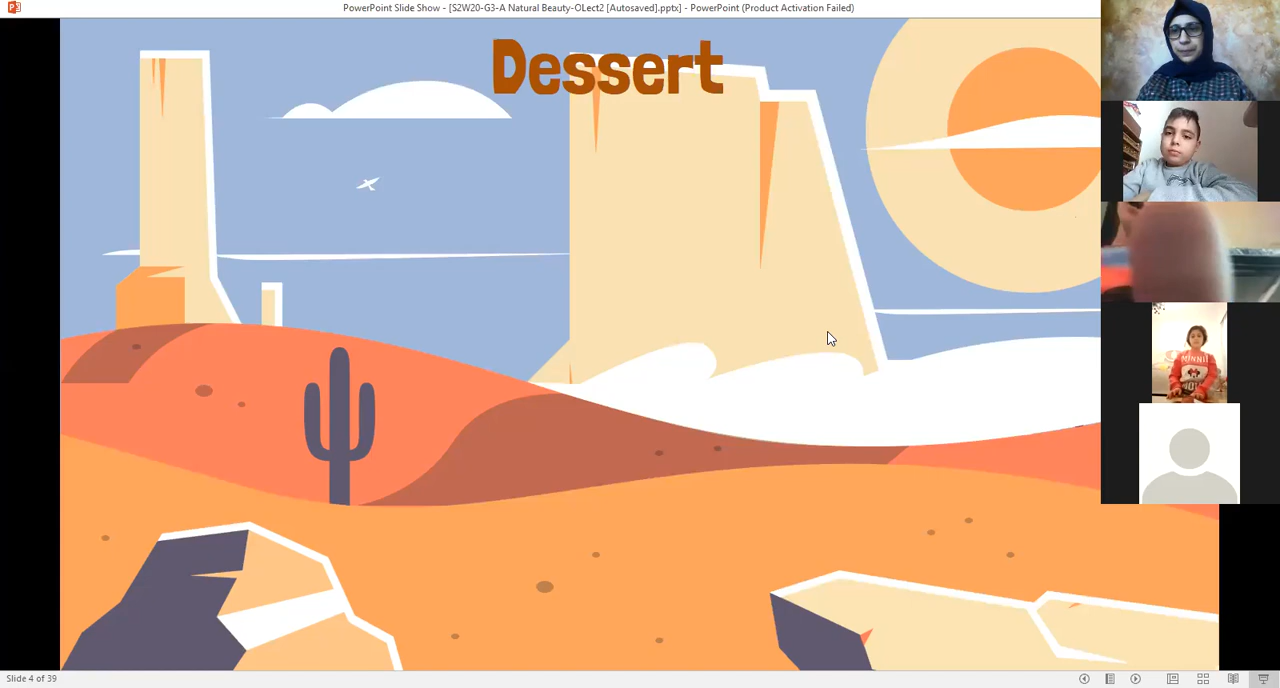 PowerPoint Slide Show - [S2W20-G3-A Natural Beauty-OLect2 [Autosaved].pptx] - PowerPoint (Product Activation Failed)
Dessert
MINNIE
Slide 4 of 39